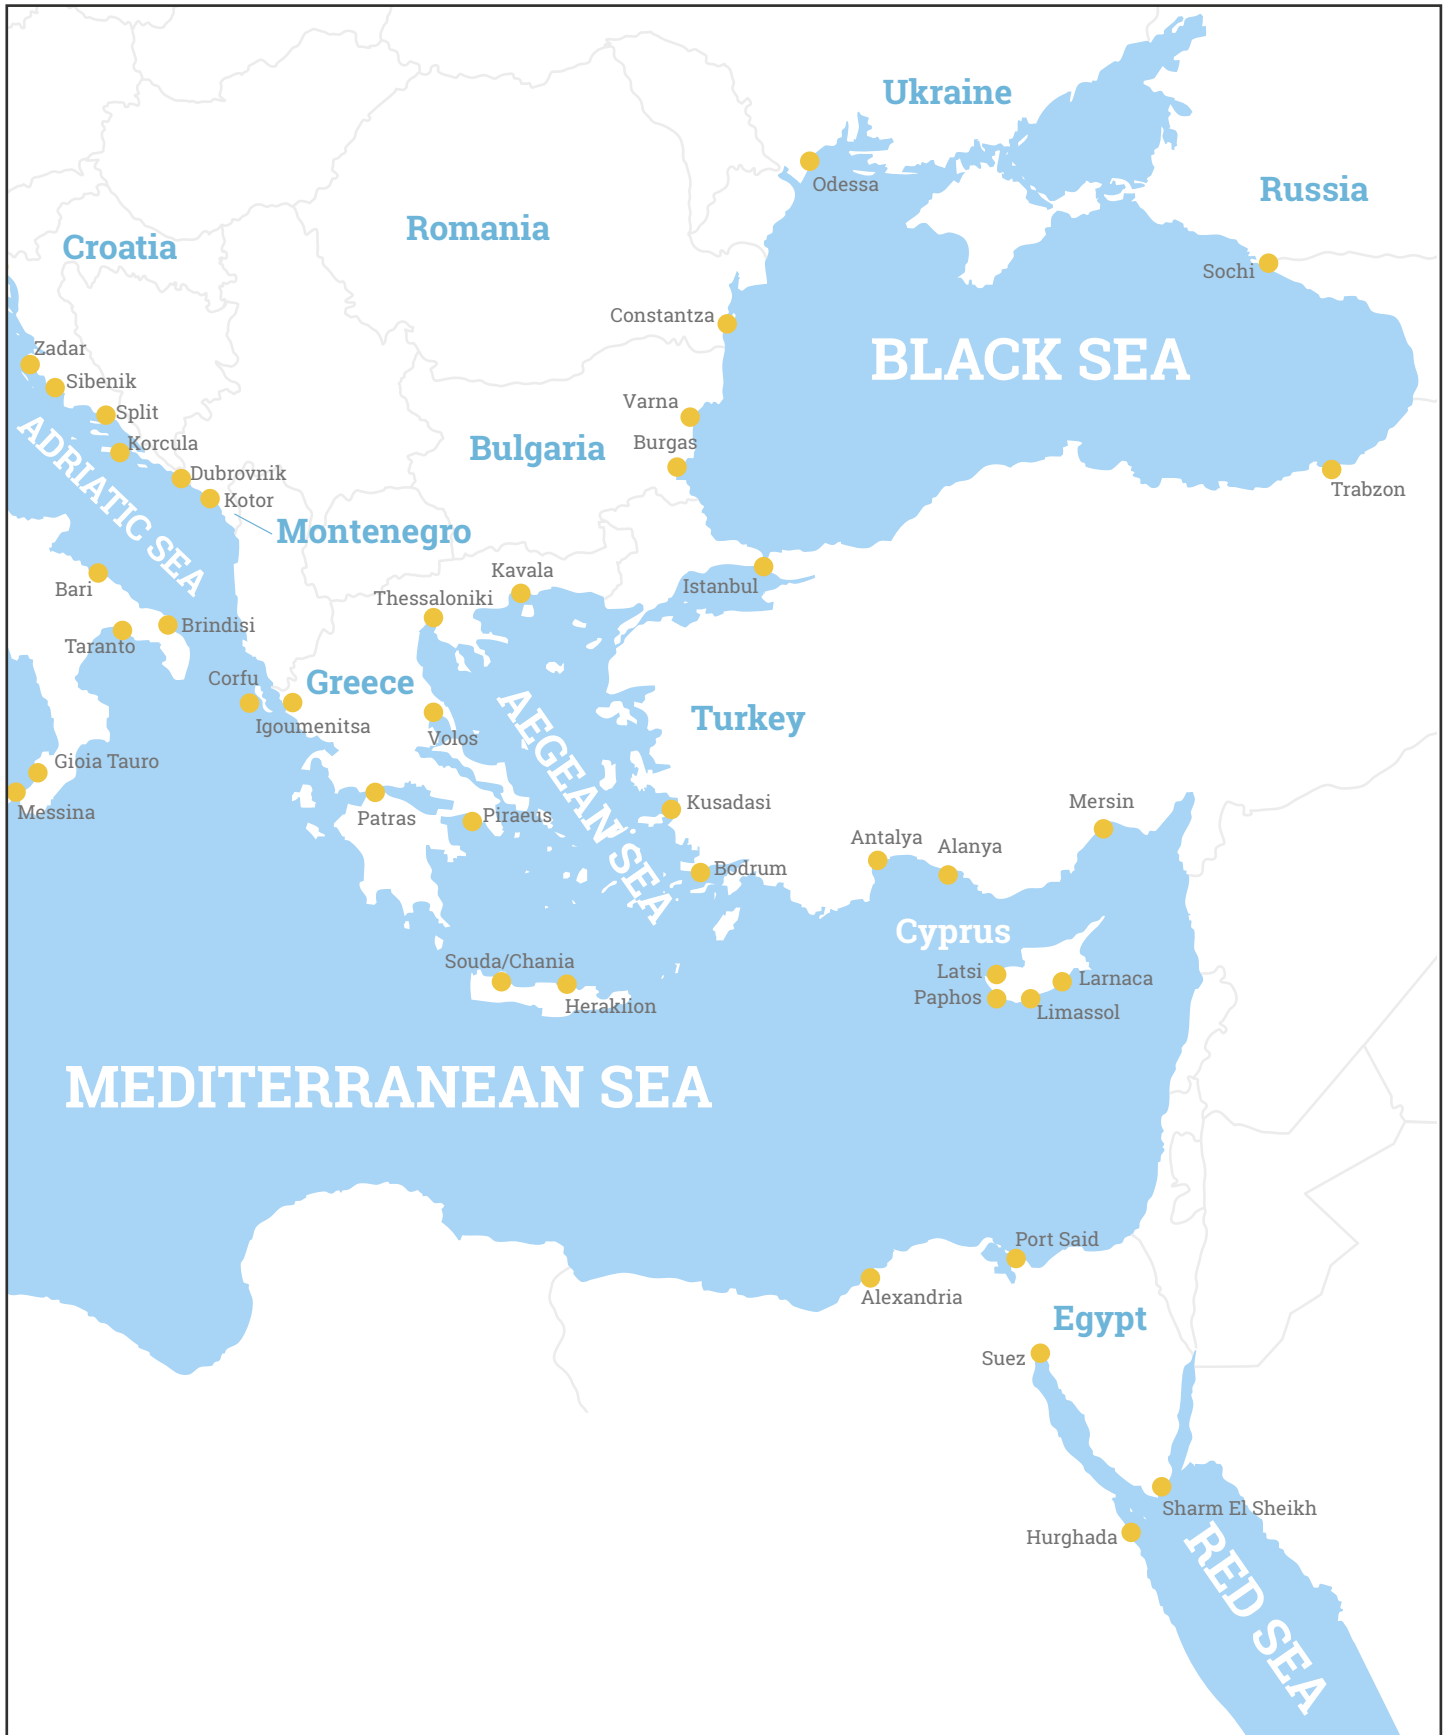 Ukraine
Odessa
Russia
Romania
Croatia
Sochi
Constantza
Zadar
BLACK SEA
Sibenik
Varna
Split
Korcula
Burgas
Bulgaria
Dubrovnik
Trabzon
Kotor
ADRIATIC SEA
Montenegro
Kavala
Istanbul
Bari
Thessaloniki
Brindisi
Taranto
Corfu
Greece
Igoumenitsa
Turkey
Volos
AEGEAN SEA
Gioia Tauro
Messina
Kusadasi
Mersin
Patras
Piraeus
Antalya
Alanya
Bodrum
Cyprus
Souda/Chania
Latsi
Larnaca
Paphos
Heraklion
Limassol
MEDITERRANEAN SEA
Port Said
Alexandria
Egypt
Suez
Sharm El Sheikh
Hurghada
RED SEA